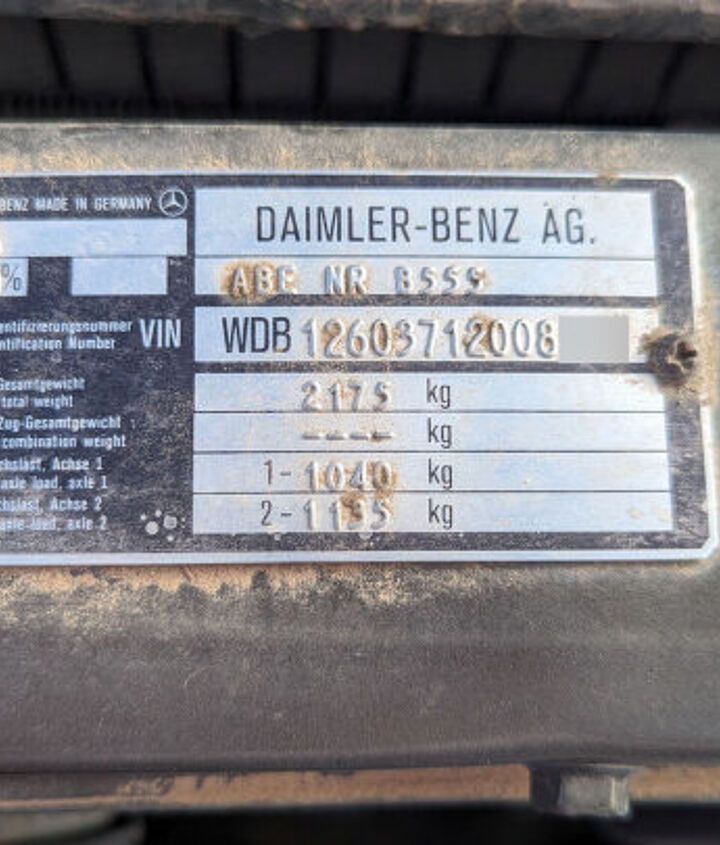 BENZ MADE IN GERMANY
DAIMLER-BENZ AG.
%
ABE NR 8555
entifizierungsnummer
ntification Number
VIN
WDB 12603712008
Gesamtgewicht
total weight
2175 kg
Zug-Gesamtgewicht
combination weight
---- kg
chslast, Achse 1
axle load, axle 1
1- 1040 kg
chslast, Achse 2
axle load, axle 2
2- 1135 kg